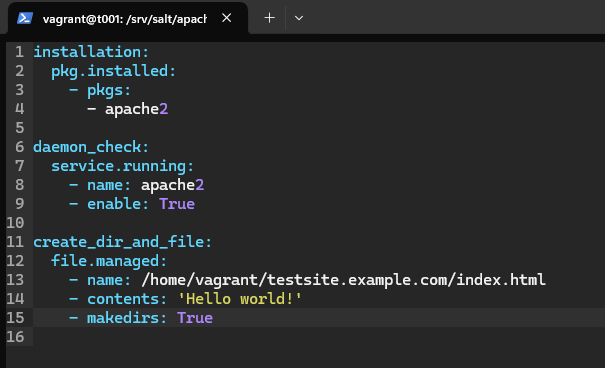 vagrant@t001: /srv/salt/apach
1 installation:
2   pkg.installed:
3     - pkgs:
4       - apache2
5
6 daemon_check:
7   service.running:
8     - name: apache2
9     - enable: True
10
11 create_dir_and_file:
12   file.managed:
13     - name: /home/vagrant/testsite.example.com/index.html
14     - contents: 'Hello world!'
15     - makedirs: True
16